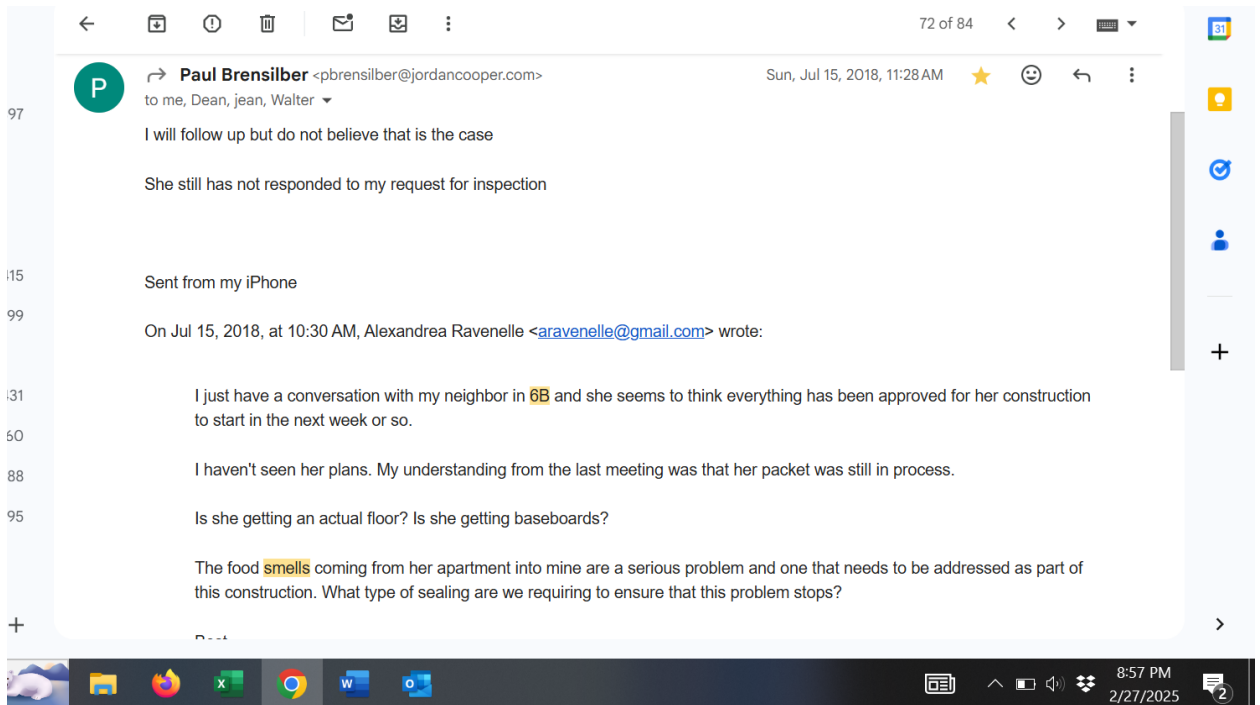 72 of 84
31
Paul Brensilber <pbrensilber@jordancooper.com>
Sun, Jul 15, 2018, 11:28 AM
P
to me, Dean, jean, Walter
97
I will follow up but do not believe that is the case
She still has not responded to my request for inspection
415
Sent from my iPhone
99
On Jul 15, 2018, at 10:30 AM, Alexandrea Ravenelle <aravenelle@gmail.com> wrote:
431
I just have a conversation with my neighbor in 6B and she seems to think everything has been approved for her construction
to start in the next week or so.
60
I haven't seen her plans. My understanding from the last meeting was that her packet was still in process.
88
95
Is she getting an actual floor? Is she getting baseboards?
The food smells coming from her apartment into mine are a serious problem and one that needs to be addressed as part of
this construction. What type of sealing are we requiring to ensure that this problem stops?
8:57 PM
2/27/2025
2